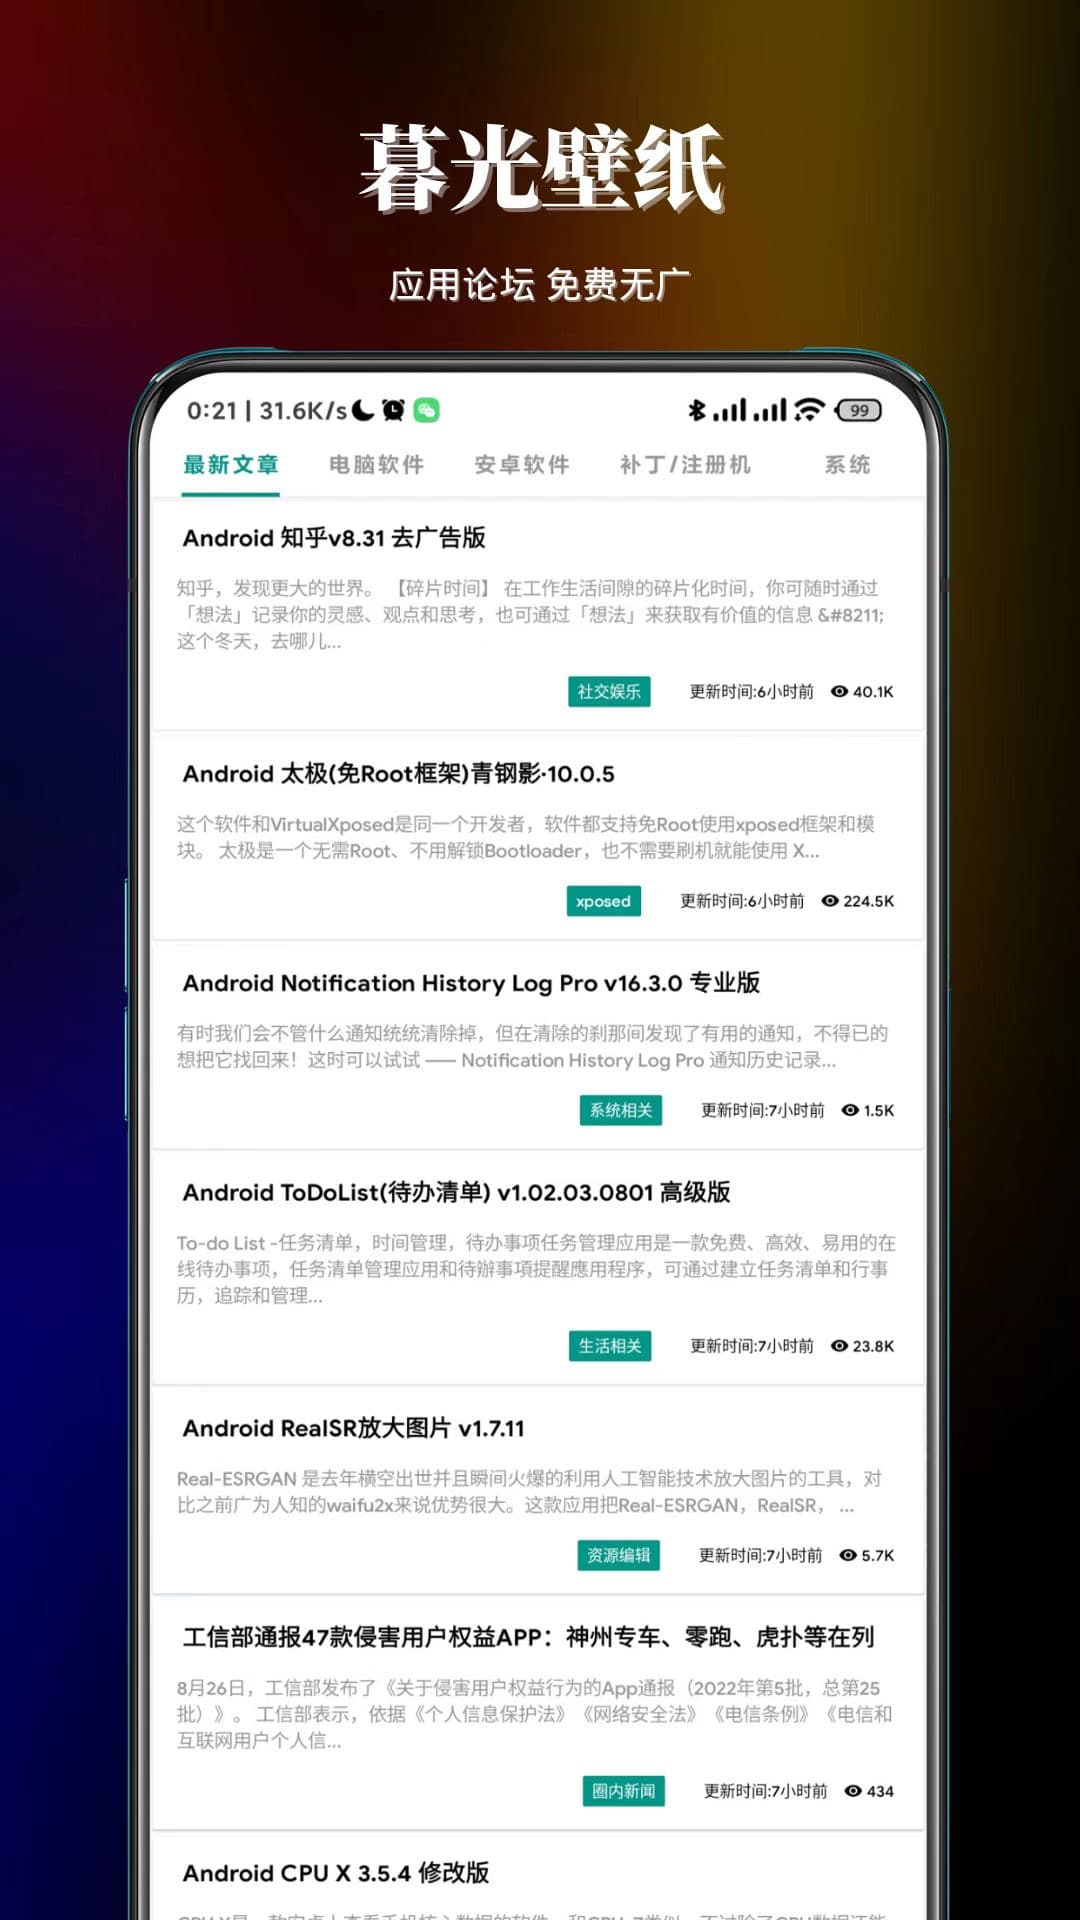 暮光壁纸
应用论坛 免费无广
0:21 | 31.6K/s 99
最新文章 电脑软件 安卓软件 补丁/注册机 系统
Android 知乎v8.31 去广告版
知乎，发现更大的世界。 【碎片时间】 在工作生活间隙的碎片化时间，你可随时通过
「想法」记录你的灵感、观点和思考，也可通过「想法」来获取有价值的信息 &#8211;
这个冬天，去哪儿...
社交娱乐 更新时间:6小时前 40.1K
Android 太极(免Root框架)青钢影·10.0.5
这个软件和VirtualXposed是同一个开发者，软件都支持免Root使用xposed框架和模
块。 太极是一个无需Root、不用解锁Bootloader，也不需要刷机就能使用 X...
xposed 更新时间:6小时前 224.5K
Android Notification History Log Pro v16.3.0 专业版
有时我们会不管什么通知统统清除掉，但在清除的刹那间发现了有用的通知，不得已的
想把它找回来！这时可以试试 —— Notification History Log Pro 通知历史记录...
系统相关 更新时间:7小时前 1.5K
Android ToDoList(待办清单) v1.02.03.0801 高级版
To-do List -任务清单，时间管理，待办事项任务管理应用是一款免费、高效、易用的在
线待办事项，任务清单管理应用和待辦事項提醒應用程序，可通过建立任务清单和行事
历，追踪和管理...
生活相关 更新时间:7小时前 23.8K
Android RealSR放大图片 v1.7.11
Real-ESRGAN 是去年横空出世并且瞬间火爆的利用人工智能技术放大图片的工具，对
比之前广为人知的waifu2x来说优势很大。这款应用把Real-ESRGAN，RealSR， ...
资源编辑 更新时间:7小时前 5.7K
工信部通报47款侵害用户权益APP：神州专车、零跑、虎扑等在列
8月26日，工信部发布了《关于侵害用户权益行为的App通报（2022年第5批，总第25
批）》。 工信部表示，依据《个人信息保护法》《网络安全法》《电信条例》《电信和
互联网用户个人信...
圈内新闻 更新时间:7小时前 434
Android CPU X 3.5.4 修改版